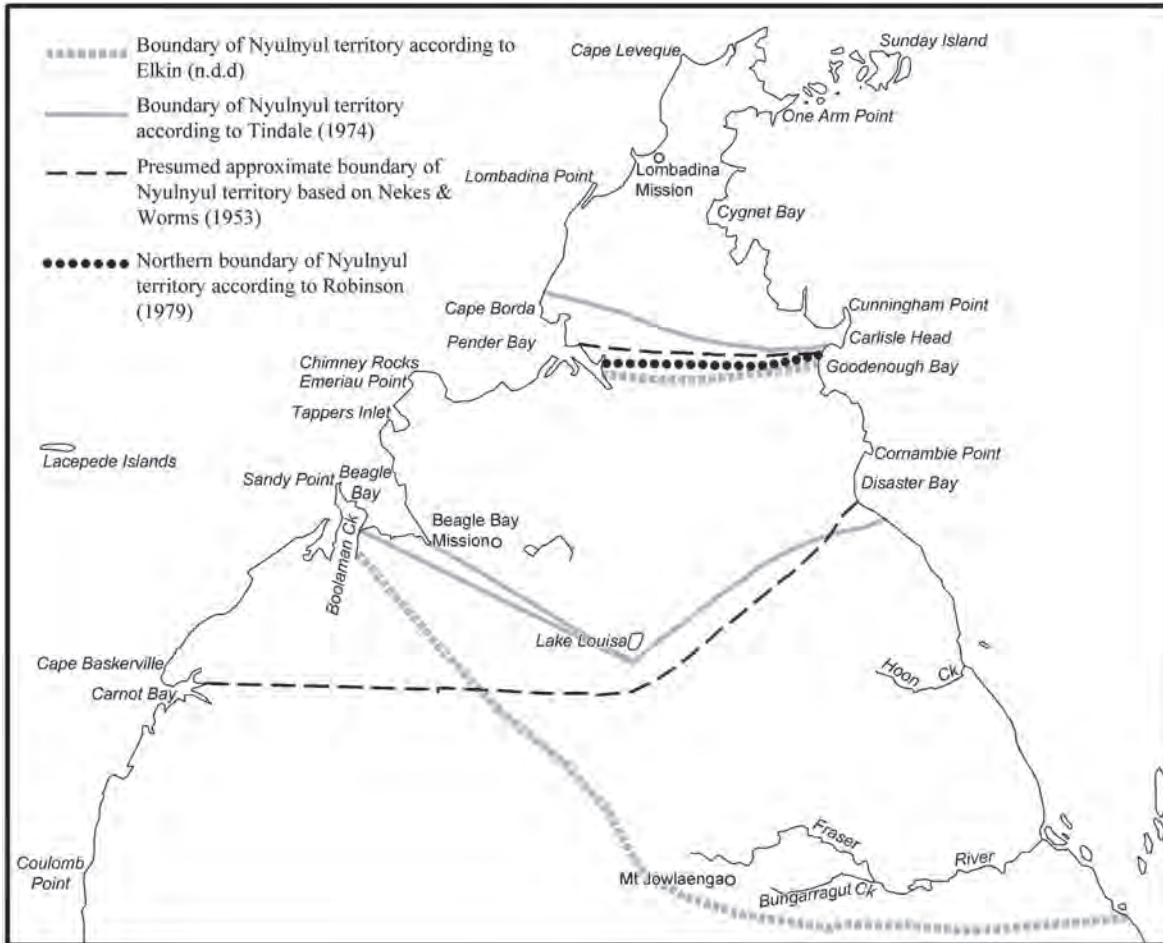 Boundary of Nyulnyul territory according to
Elkin (n.d.d)
Boundary of Nyulnyul territory
according to Tindale (1974)
Presumed approximate boundary of
Nyulnyul territory based on Nekes &
Worms (1953)
Northern boundary of Nyulnyul
territory according to Robinson
(1979)
Cape Leveque
Sunday Island
One Arm Point
Lombadina
Mission
Lombadina Point
Cygnet Bay
Cape Borda
Cunningham Point
Pender Bay
Carlisle Head
Chimney Rocks
Emeriau Point
Goodenough Bay
Tappers Inlet
Lacepede Islands
Cornambie Point
Sandy Point
Beagle
Bay
Disaster Bay
Beagle Bay
Mission
Boolaman Ck
Lake Louisa
Cape Baskerville
Carnot Bay
Hoon Ck
Coulomb
Point
Fraser River
Mt Jowlaenga
Bungarragut Ck